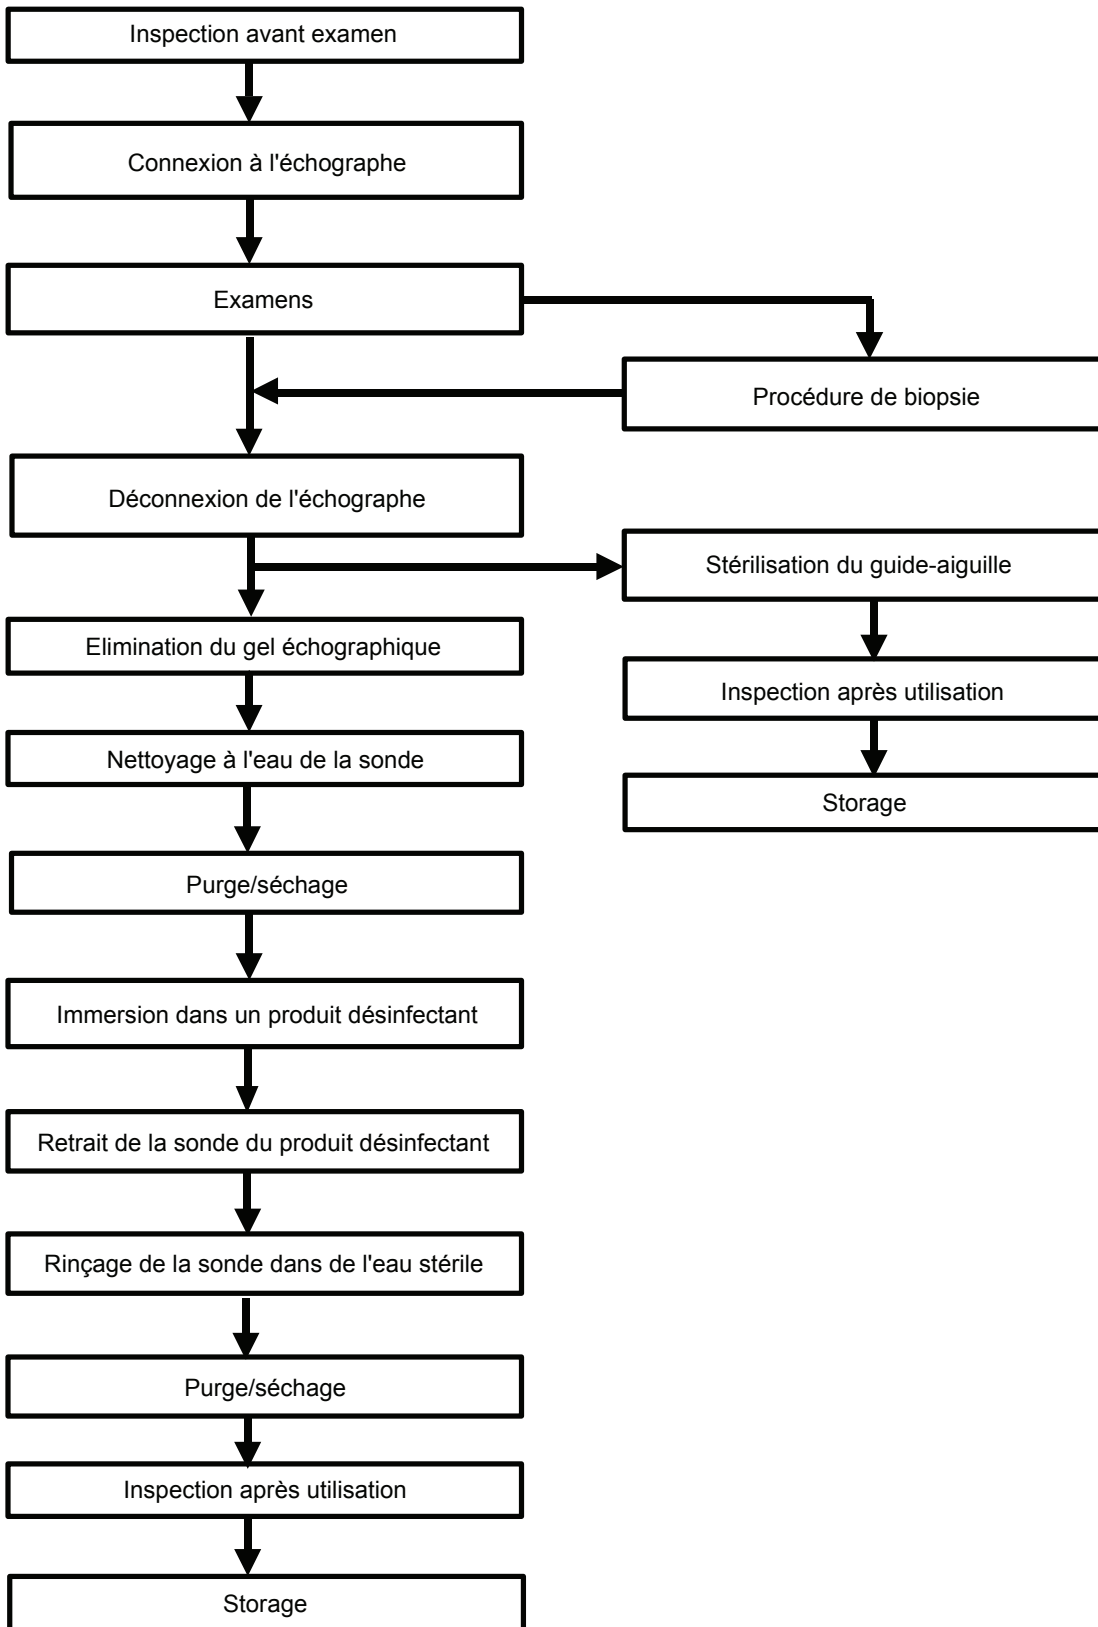 Inspection avant examen
Connexion à l'échographe
Examens
Procédure de biopsie
Déconnexion de l'échographe
Stérilisation du guide-aiguille
Elimination du gel échographique
Inspection après utilisation
Nettoyage à l'eau de la sonde
Storage
Purge/séchage
Immersion dans un produit désinfectant
Retrait de la sonde du produit désinfectant
Rinçage de la sonde dans de l'eau stérile
Purge/séchage
Inspection après utilisation
Storage